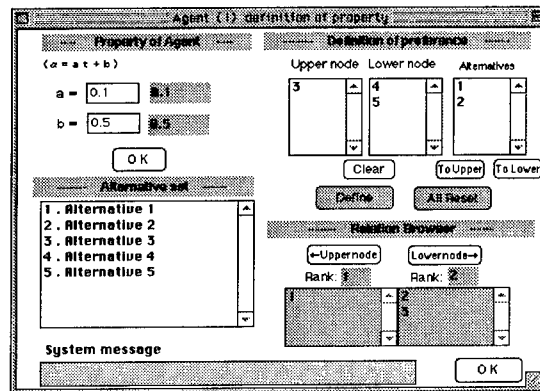 Agent (1) definition of property
Property of Agent
(α = a t + b)
a = 0.1 0.1
b = 0.5 0.5
OK
Alternative set
1. Alternative 1
2. Alternative 2
3. Alternative 3
4. Alternative 4
5. Alternative 5
System message
Definition of preference
Upper node Lower node Alternatives
3 4 1
5 2
Clear To Upper To Lower
Define All Reset
Relation Browser
←Uppernode Lowernode→
Rank: 1 Rank: 2
1 2
3
OK